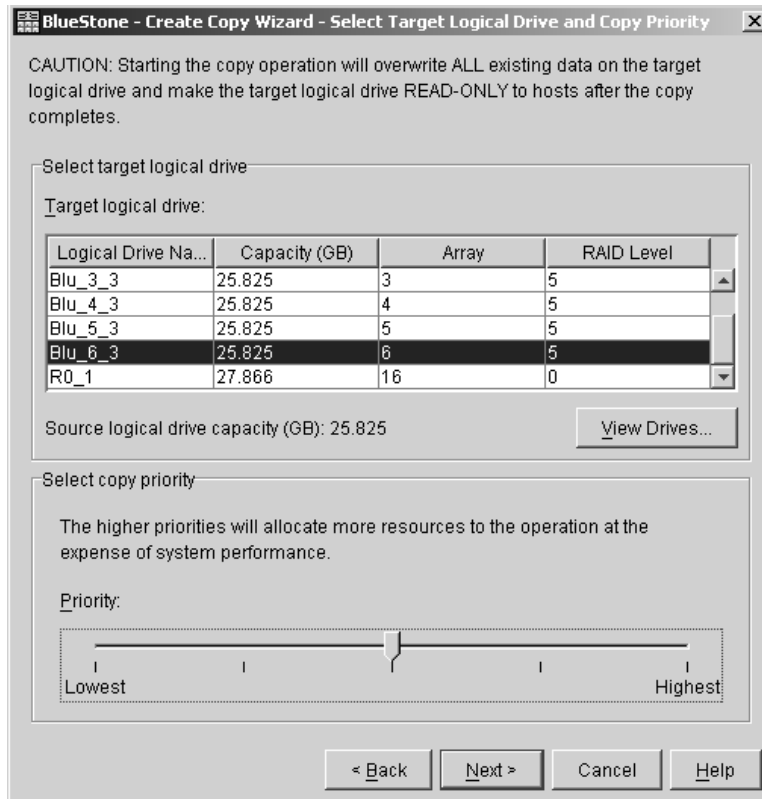 BlueStone - Create Copy Wizard - Select Target Logical Drive and Copy Priority
CAUTION: Starting the copy operation will overwrite ALL existing data on the target
logical drive and make the target logical drive READ-ONLY to hosts after the copy
completes.
Select target logical drive
Target logical drive:
Logical Drive Na... Capacity (GB) Array RAID Level
Blu_3_3 25.825 3 5
Blu_4_3 25.825 4 5
Blu_5_3 25.825 5 5
Blu_6_3 25.825 6 5
R0_1 27.866 16 0
Source logical drive capacity (GB): 25.825 View Drives...
Select copy priority
The higher priorities will allocate more resources to the operation at the
expense of system performance.
Priority:
Lowest Highest
< Back Next > Cancel Help